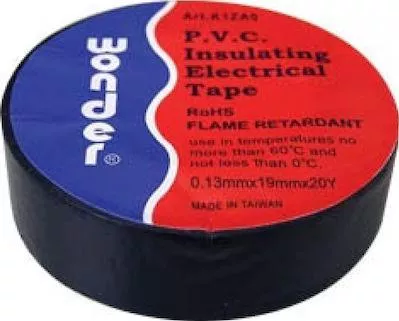 Art.K1ZA0
P.V.C.
Insulating
Electrical
Tape
RoHS
FLAME RETARDANT
use in temperatures no
more than 60°C and
not less than 0°C.
0.13mmx19mmx20Y
MADE IN TAIWAN
wonder®